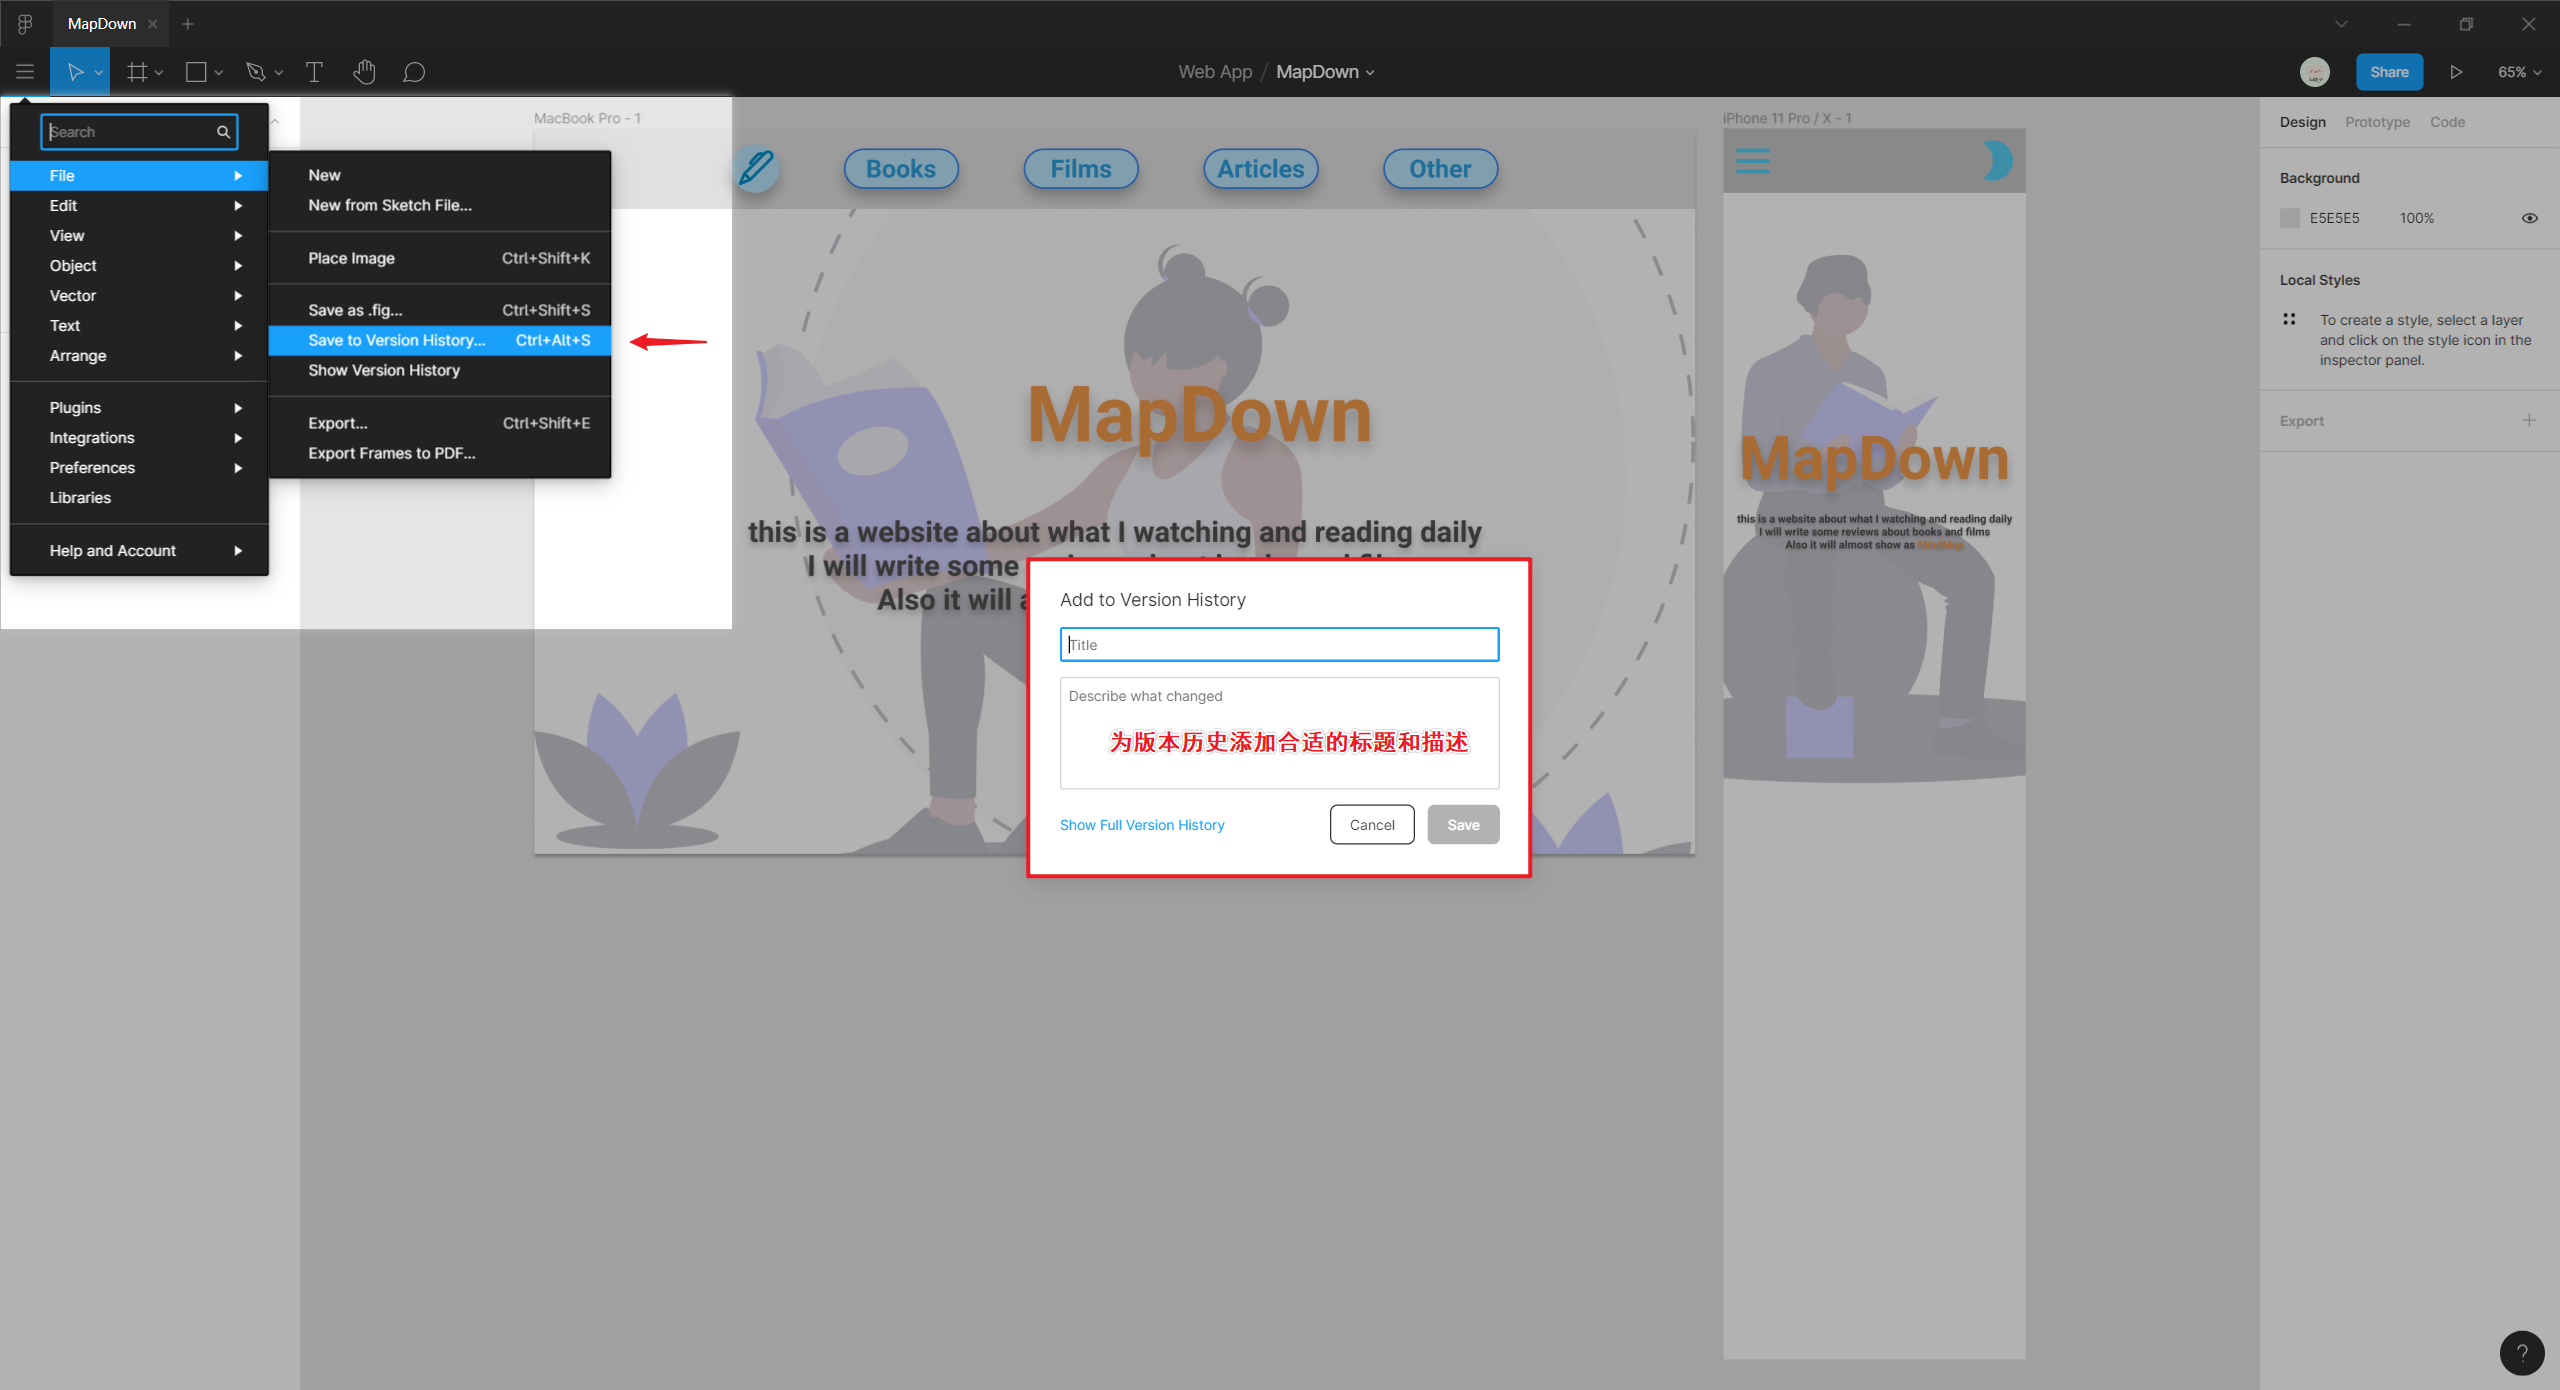 MapDown
Web App / MapDown
Share
65%
Search
File
Edit
View
Object
Vector
Text
Arrange
Plugins
Integrations
Preferences
Libraries
Help and Account
New
New from Sketch File...
Place Image Ctrl+Shift+K
Save as .fig... Ctrl+Shift+S
Save to Version History... Ctrl+Alt+S
Show Version History
Export... Ctrl+Shift+E
Export Frames to PDF...
MacBook Pro - 1
Books Films Articles Other
MapDown
this is a website about what I watching and reading daily
I will write some
Also it will
Add to Version History
Title
Describe what changed
为版本历史添加合适的标题和描述
Show Full Version History
Cancel
Save
iPhone 11 Pro / X - 1
MapDown
this is a website about what I watching and reading daily
I will write some reviews about books and films
Also it will almost show as MindMap
Design Prototype Code
Background
E5E5E5 100%
Local Styles
To create a style, select a layer
and click on the style icon in the
inspector panel.
Export
?